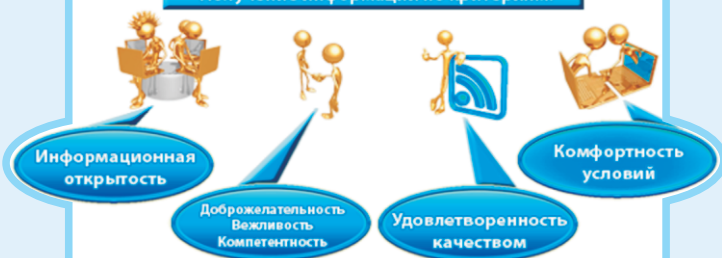 Информационная
открытость
Доброжелательность
Вежливость
Компетентность
Удовлетворенность
качеством
Комфортность
условий